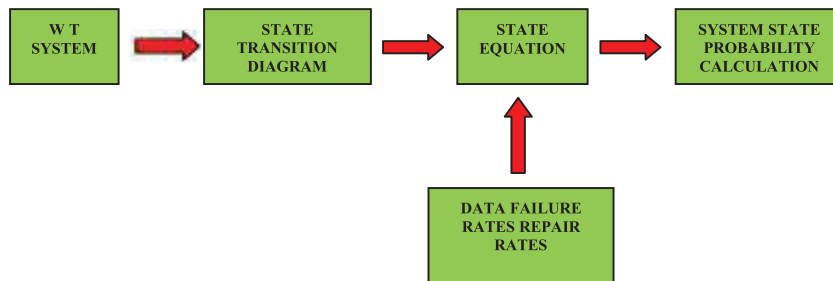 W T
SYSTEM
STATE
TRANSITION
DIAGRAM
STATE
EQUATION
SYSTEM STATE
PROBABILITY
CALCULATION
DATA FAILURE
RATES REPAIR
RATES